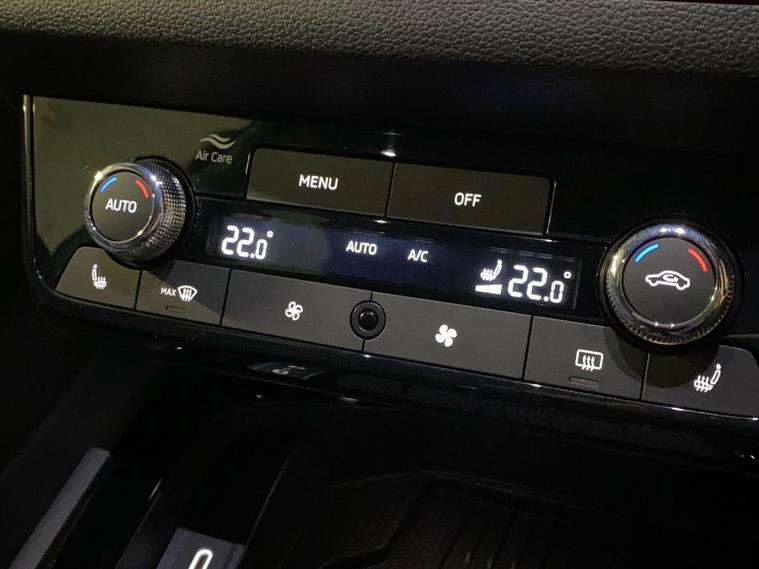 Air Care
MENU OFF
AUTO
22.0° AUTO A/C 22.0°
MAX